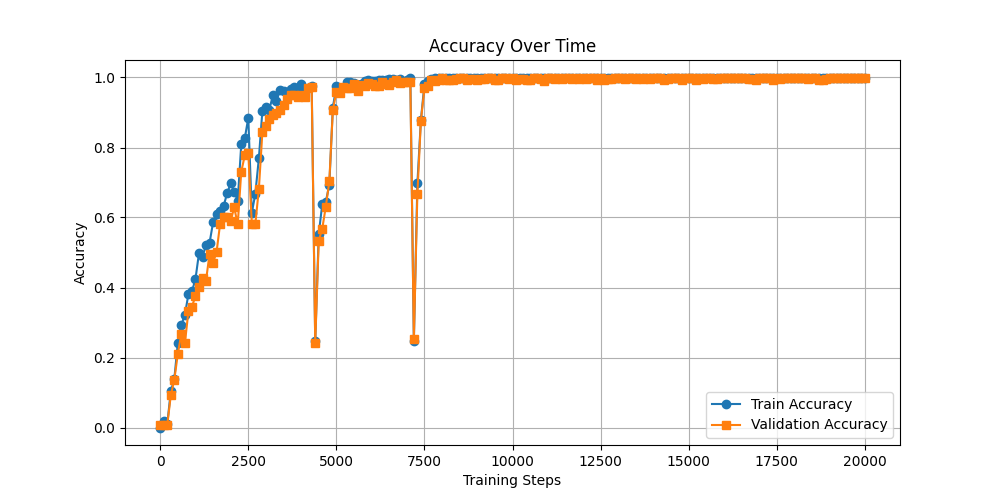 Accuracy Over Time
1.0
0.8
0.6
0.4
0.2
0.0
Accuracy
0 2500 5000 7500 10000 12500 15000 17500 20000
Training Steps
Train Accuracy
Validation Accuracy